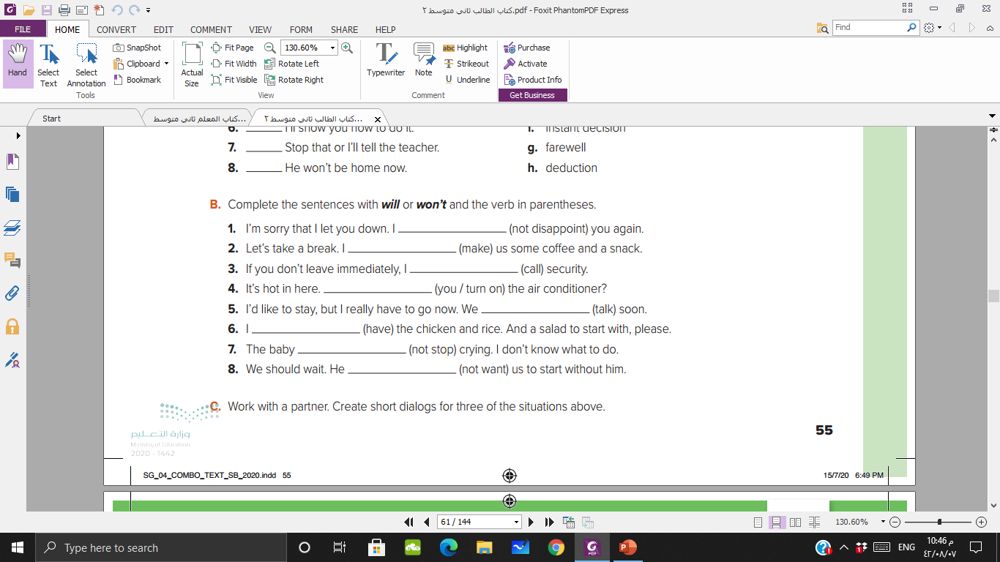 كتاب الطالب ثاني متوسط ٢.pdf - Foxit PhantomPDF Express
FILE HOME CONVERT EDIT COMMENT VIEW FORM SHARE HELP
Find
Hand
Select Text
Select Annotation
SnapShot
Clipboard
Bookmark
Tools
Actual Size
Fit Page
Fit Width
Fit Visible
130.60%
Rotate Left
Rotate Right
View
Typewriter
Note
Highlight
Strikeout
Underline
Comment
Purchase
Activate
Product Info
Get Business
Start
كتاب المعلم ثاني متوسط...
كتاب الطالب ثاني متوسط ٢...
6. ______ I'll show you how to do it. f. instant decision
7. ______ Stop that or I'll tell the teacher. g. farewell
8. ______ He won't be home now. h. deduction
B. Complete the sentences with will or won't and the verb in parentheses.
1. I'm sorry that I let you down. I __________________ (not disappoint) you again.
2. Let's take a break. I __________________ (make) us some coffee and a snack.
3. If you don't leave immediately, I __________________ (call) security.
4. It's hot in here. __________________ (you / turn on) the air conditioner?
5. I'd like to stay, but I really have to go now. We __________________ (talk) soon.
6. I __________________ (have) the chicken and rice. And a salad to start with, please.
7. The baby __________________ (not stop) crying. I don't know what to do.
8. We should wait. He __________________ (not want) us to start without him.
C. Work with a partner. Create short dialogs for three of the situations above.
وزارة التعليم
Ministry of Education
2020 - 1442
55
SG_04_COMBO_TEXT_SB_2020.indd 55
15/7/20 6:49 PM
61 / 144
130.60%
Type here to search
ENG
10:46 م
٤٢/٠٨/٠٧